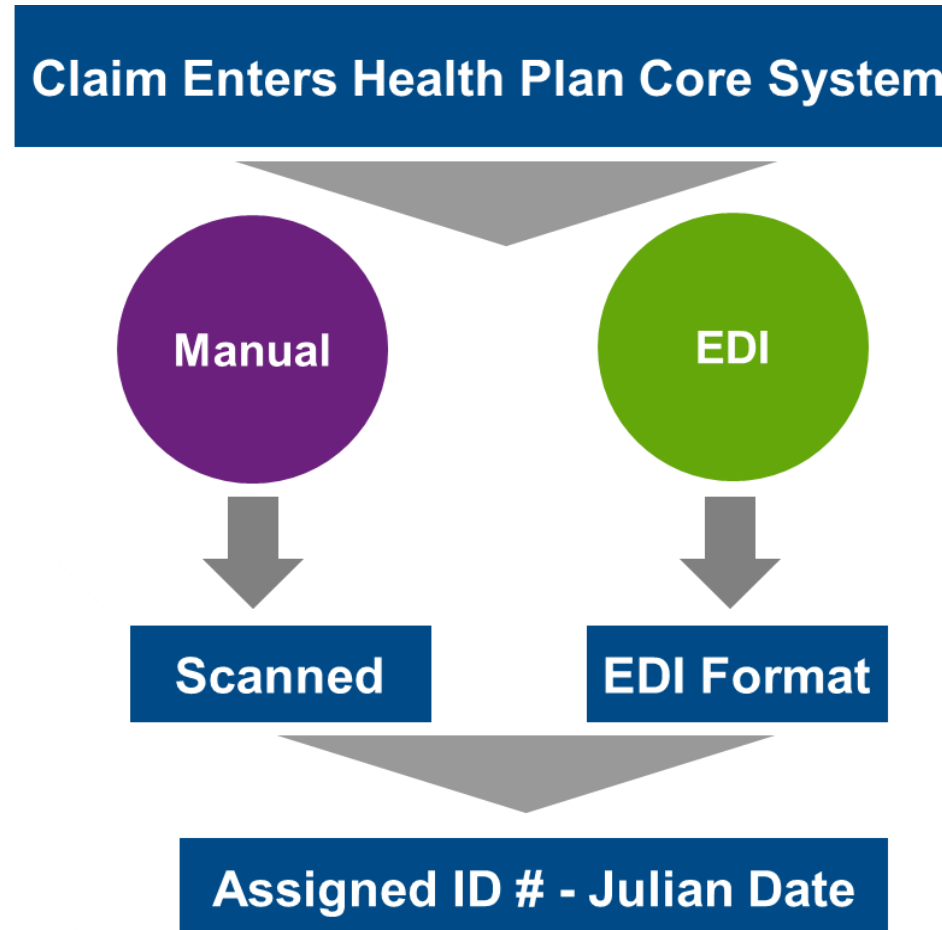 Claim Enters Health Plan Core System
Manual
EDI
Scanned
EDI Format
Assigned ID # - Julian Date